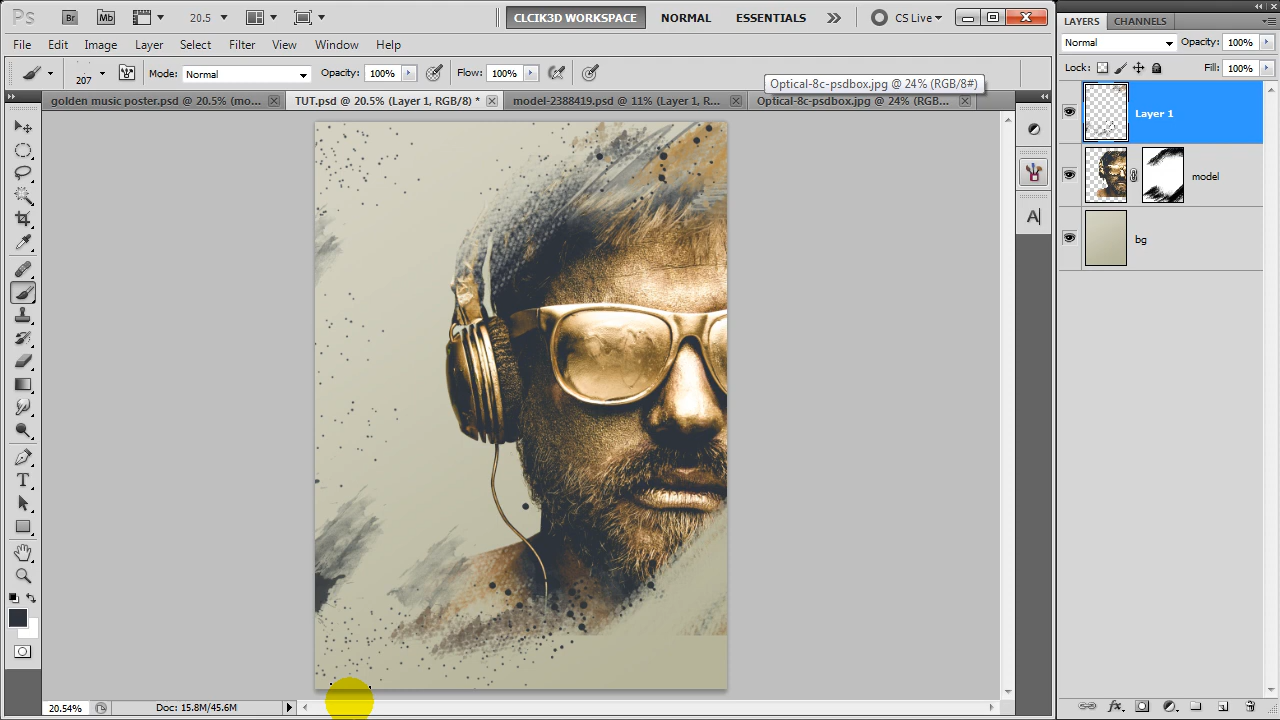 Ps Br Mb 20.5 CLCIK3D WORKSPACE NORMAL ESSENTIALS CS Live
File Edit Image Layer Select Filter View Window Help
207 Mode: Normal Opacity: 100% Flow: 100%
Optical-8c-psdbox.jpg @ 24% (RGB/8#)
golden music poster.psd @ 20.5% (mo... TUT.psd @ 20.5% (Layer 1, RGB/8) * model-2388419.psd @ 11% (Layer 1, R... Optical-8c-psdbox.jpg @ 24% (RGB...
LAYERS CHANNELS
Normal Opacity: 100%
Lock: Fill: 100%
Layer 1
model
bg
A
T
20.54% Doc: 15.8M/45.6M
fx